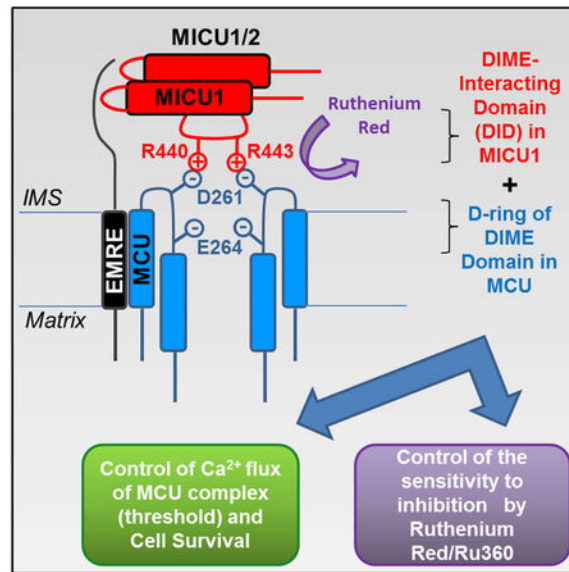 MICU1/2
MICU1
Ruthenium
Red
R440
R443
DIME-
Interacting
Domain
(DID) in
MICU1
+
D-ring of
DIME
Domain in
MCU
IMS
D261
E264
EMRE
MCU
Matrix
Control of Ca²⁺ flux
of MCU complex
(threshold) and
Cell Survival
Control of the
sensitivity to
inhibition by
Ruthenium
Red/Ru360